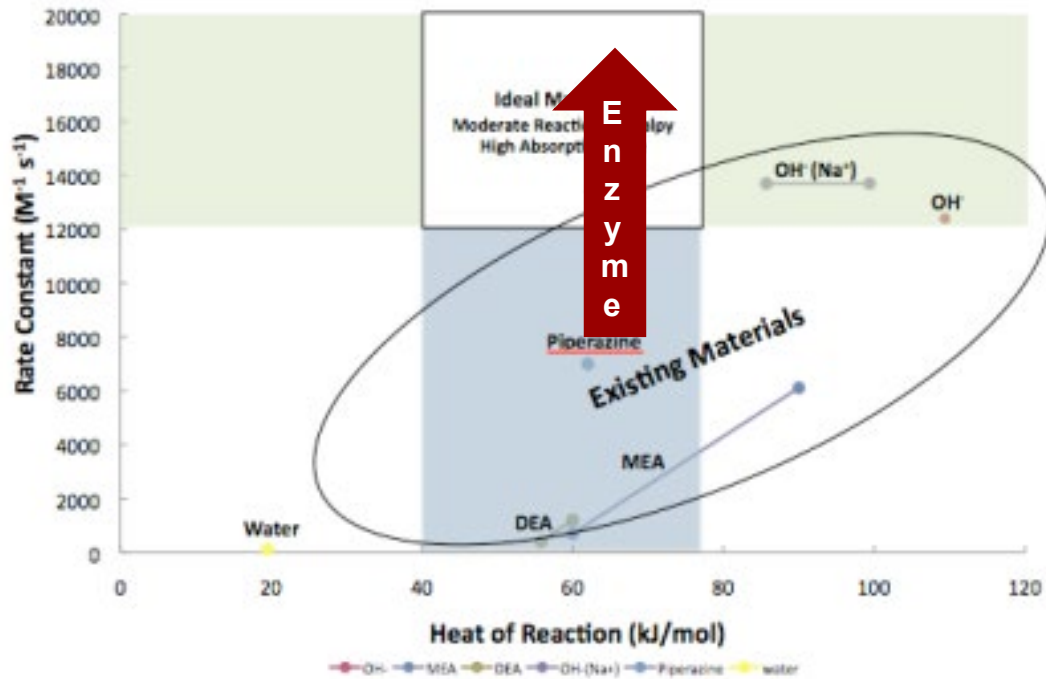 20000
18000
16000
14000
12000
10000
8000
6000
4000
2000
0
Rate Constant (M⁻¹ s⁻¹)
Ideal
Moderate
High
Enzyme
OH⁻ (Na⁺)
OH⁻
Piperazine
Existing Materials
MEA
DEA
Water
0 20 40 60 80 100 120
Heat of Reaction (kJ/mol)
OH- MEA DEA OH-(Na+) Piperazine water